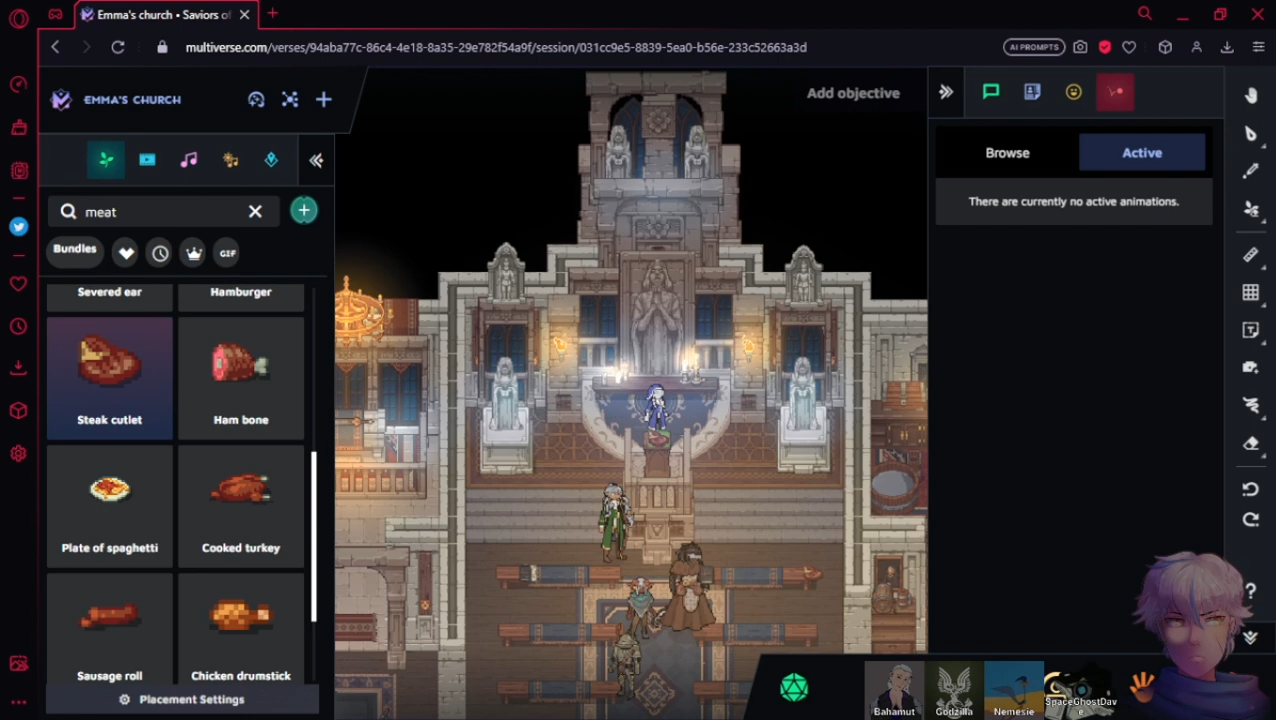 Emma's church • Saviors of
multiverse.com/verses/94aba77c-86c4-4e18-8a35-29e782f54a9f/session/031cc9e5-8839-5ea0-b56e-233c52663a3d
AI PROMPTS
EMMA'S CHURCH
Add objective
meat
Bundles
GIF
Severed ear
Hamburger
Steak cutlet
Ham bone
Plate of spaghetti
Cooked turkey
Sausage roll
Chicken drumstick
Placement Settings
Browse
Active
There are currently no active animations.
Bahamut
Godzilla
Nemesie
SpaceGhostDav
e
?